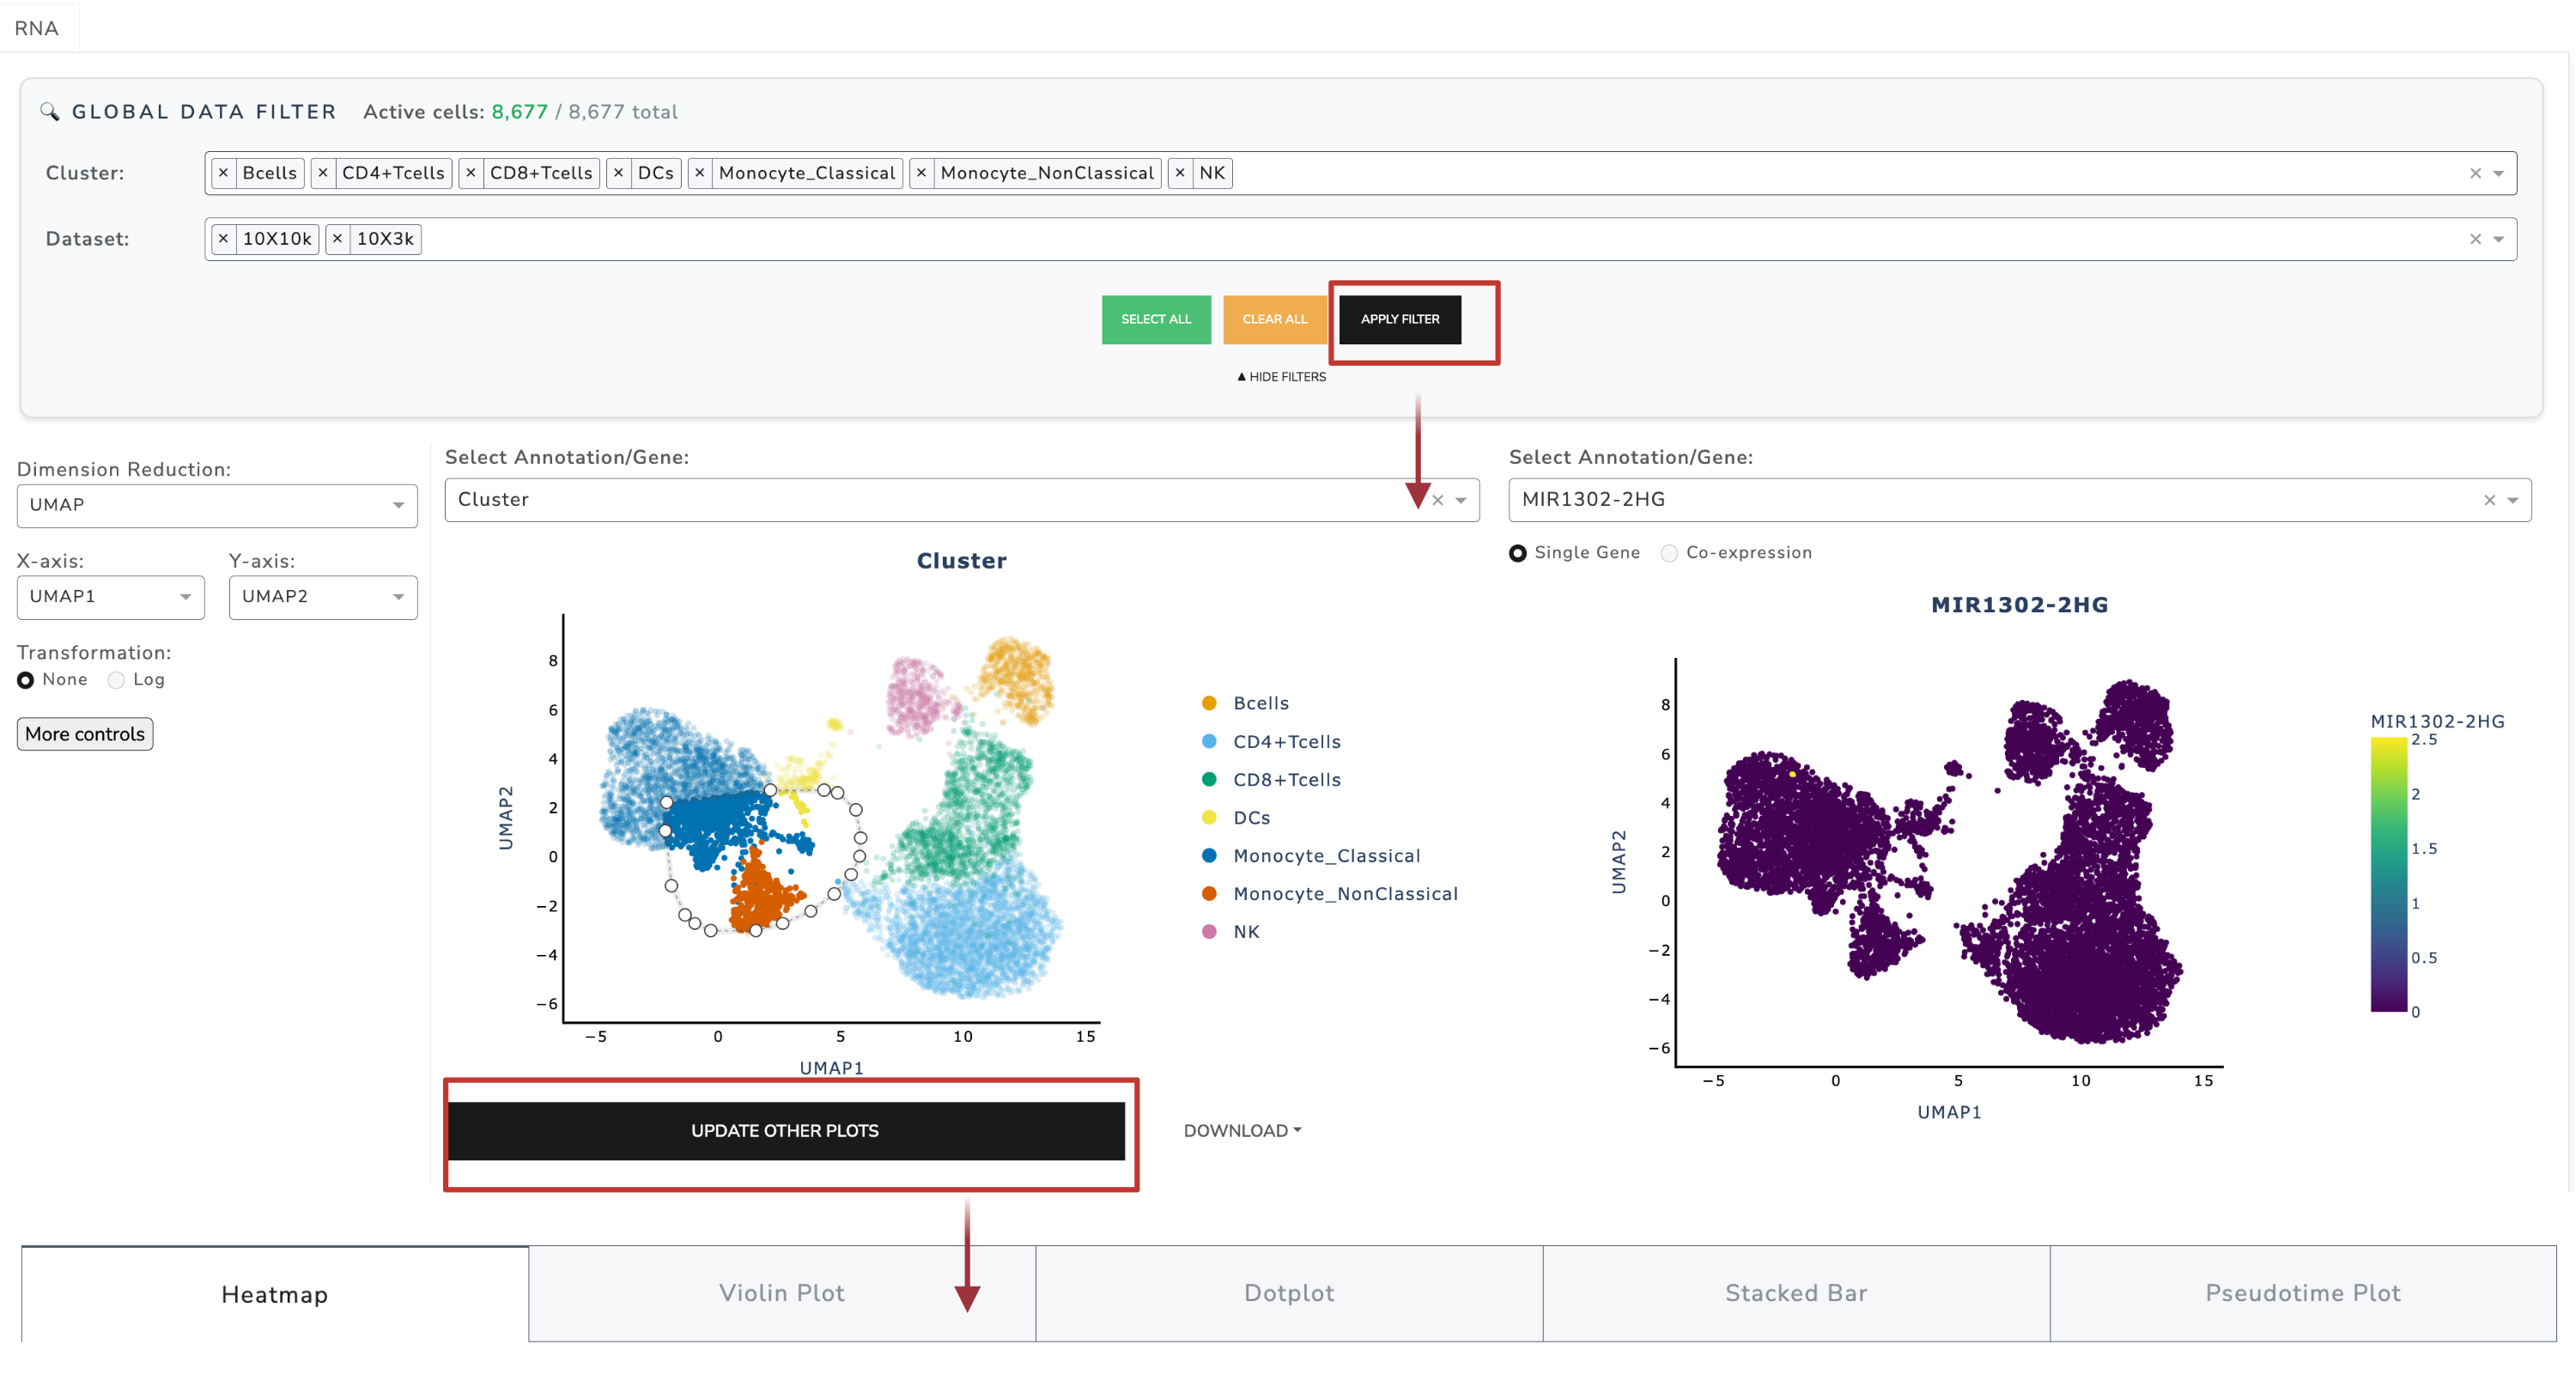 RNA
GLOBAL DATA FILTER Active cells: 8,677 / 8,677 total
Cluster: × Bcells × CD4+Tcells × CD8+Tcells × DCs × Monocyte_Classical × Monocyte_NonClassical × NK
Dataset: × 10X10k × 10X3k
SELECT ALL CLEAR ALL APPLY FILTER
▲ HIDE FILTERS
Dimension Reduction:
UMAP
X-axis: Y-axis:
UMAP1 UMAP2
Transformation:
None Log
More controls
Select Annotation/Gene:
Cluster
Cluster
8
6
4
2
0
−2
−4
−6
UMAP2
−5 0 5 10 15
UMAP1
Bcells
CD4+Tcells
CD8+Tcells
DCs
Monocyte_Classical
Monocyte_NonClassical
NK
UPDATE OTHER PLOTS
DOWNLOAD
Select Annotation/Gene:
MIR1302-2HG
Single Gene Co-expression
MIR1302-2HG
8
6
4
2
0
−2
−4
−6
UMAP2
−5 0 5 10 15
UMAP1
MIR1302-2HG
2.5
2
1.5
1
0.5
0
Heatmap Violin Plot Dotplot Stacked Bar Pseudotime Plot